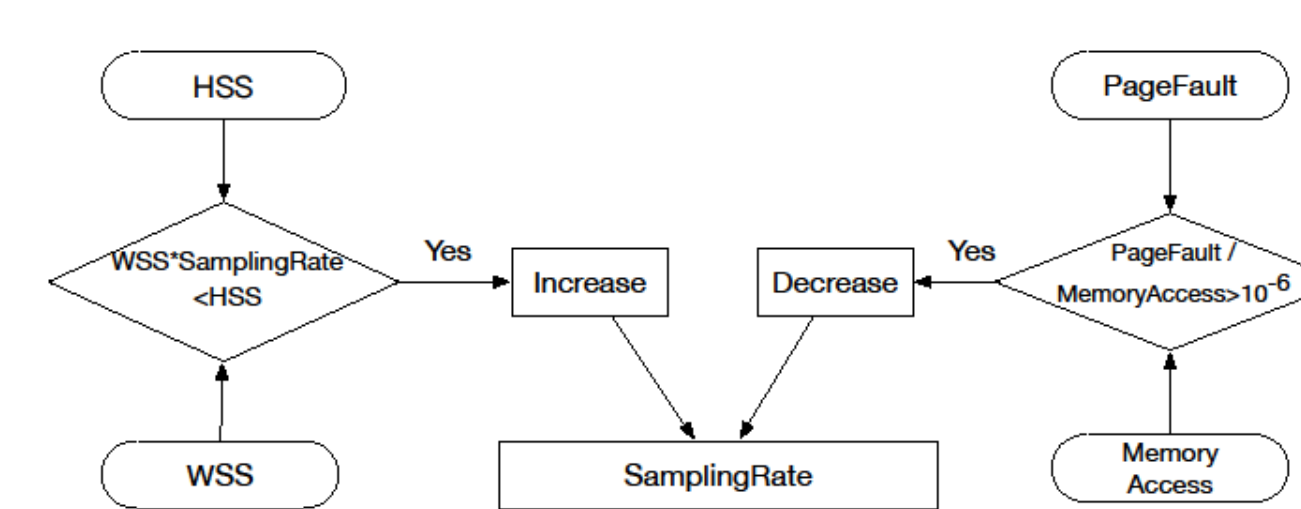 HSS
PageFault
WSS*SamplingRate
<HSS
Yes
Increase
Decrease
Yes
PageFault /
MemoryAccess>10⁻⁶
WSS
SamplingRate
Memory
Access